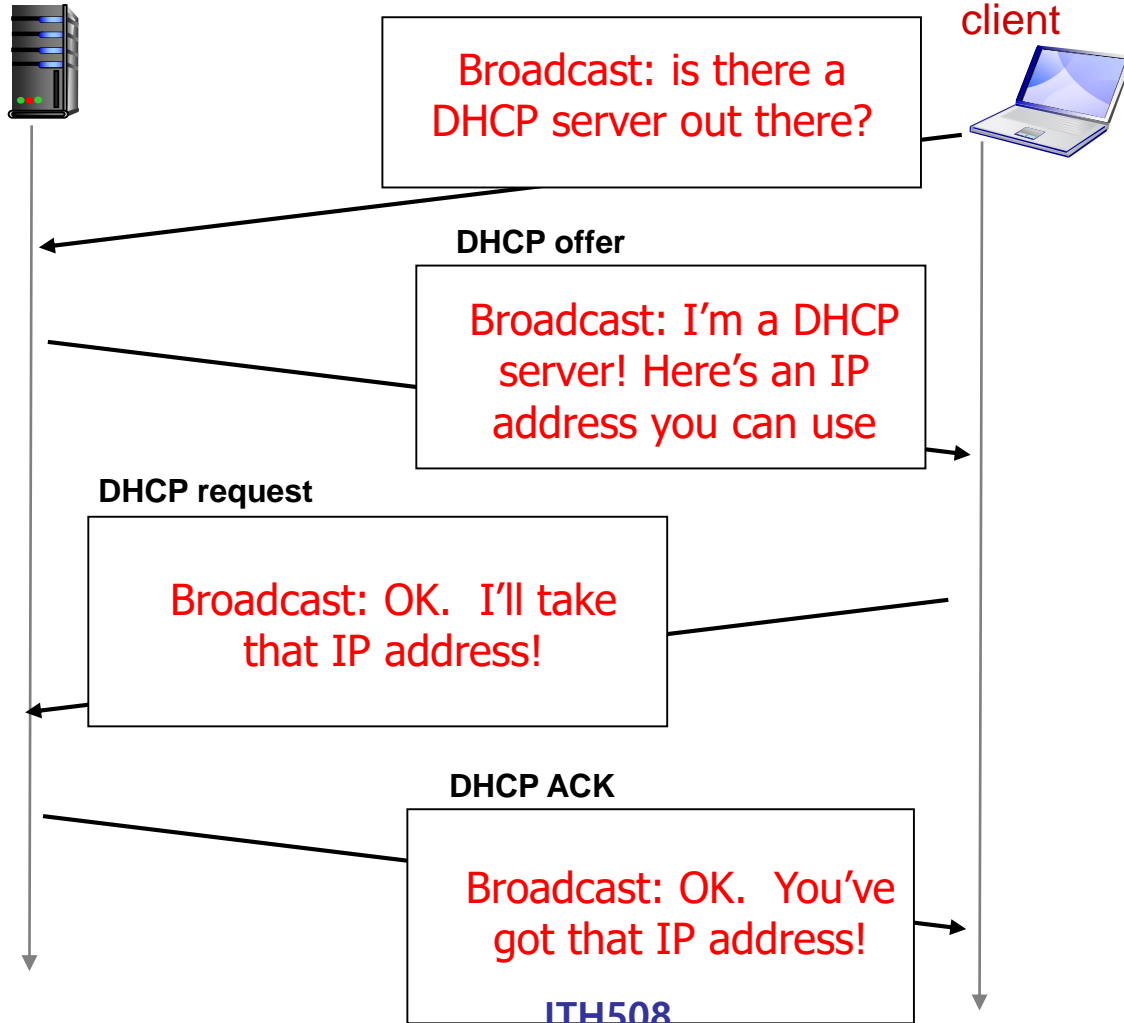 client
Broadcast: is there a
DHCP server out there?
DHCP offer
Broadcast: I’m a DHCP
server! Here’s an IP
address you can use
DHCP request
Broadcast: OK.  I’ll take
that IP address!
DHCP ACK
Broadcast: OK.  You’ve
got that IP address!
ITH508